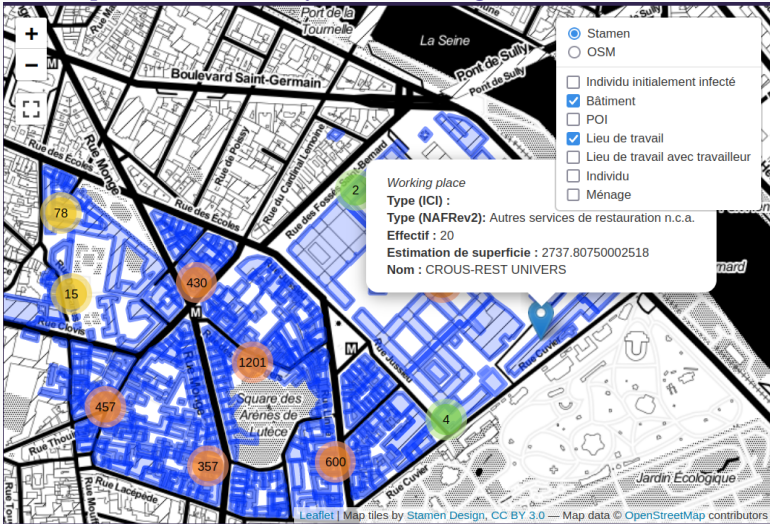 Port de la
Tournelle
La Seine
Pont de Sully
Pont de Sully
+
−
M
Boulevard Saint-Germain
Stamen
OSM
Individu initialement infecté
Bâtiment
POI
Lieu de travail
Lieu de travail avec travailleur
Individu
Ménage
Rue des Écoles
Rue Monge
Rue de Poissy
Rue du Cardinal Lemoine
Rue des Écoles
Working place
Type (ICI) :
Type (NAFRev2): Autres services de restauration n.c.a.
Effectif : 20
Estimation de superficie : 2737.80750002518
Nom : CROUS-REST UNIVERS
2
78
15
430
M
M
Rue Clovis
Rue Monge
1201
Rue Jussieu
Rue Cuvier
457
Square des
Arènes de
Lutèce
4
357
600
Rue Lacépède
Rue Cuvier
Jardin Écologique
Leaflet | Map tiles by Stamen Design, CC BY 3.0 — Map data © OpenStreetMap contributors